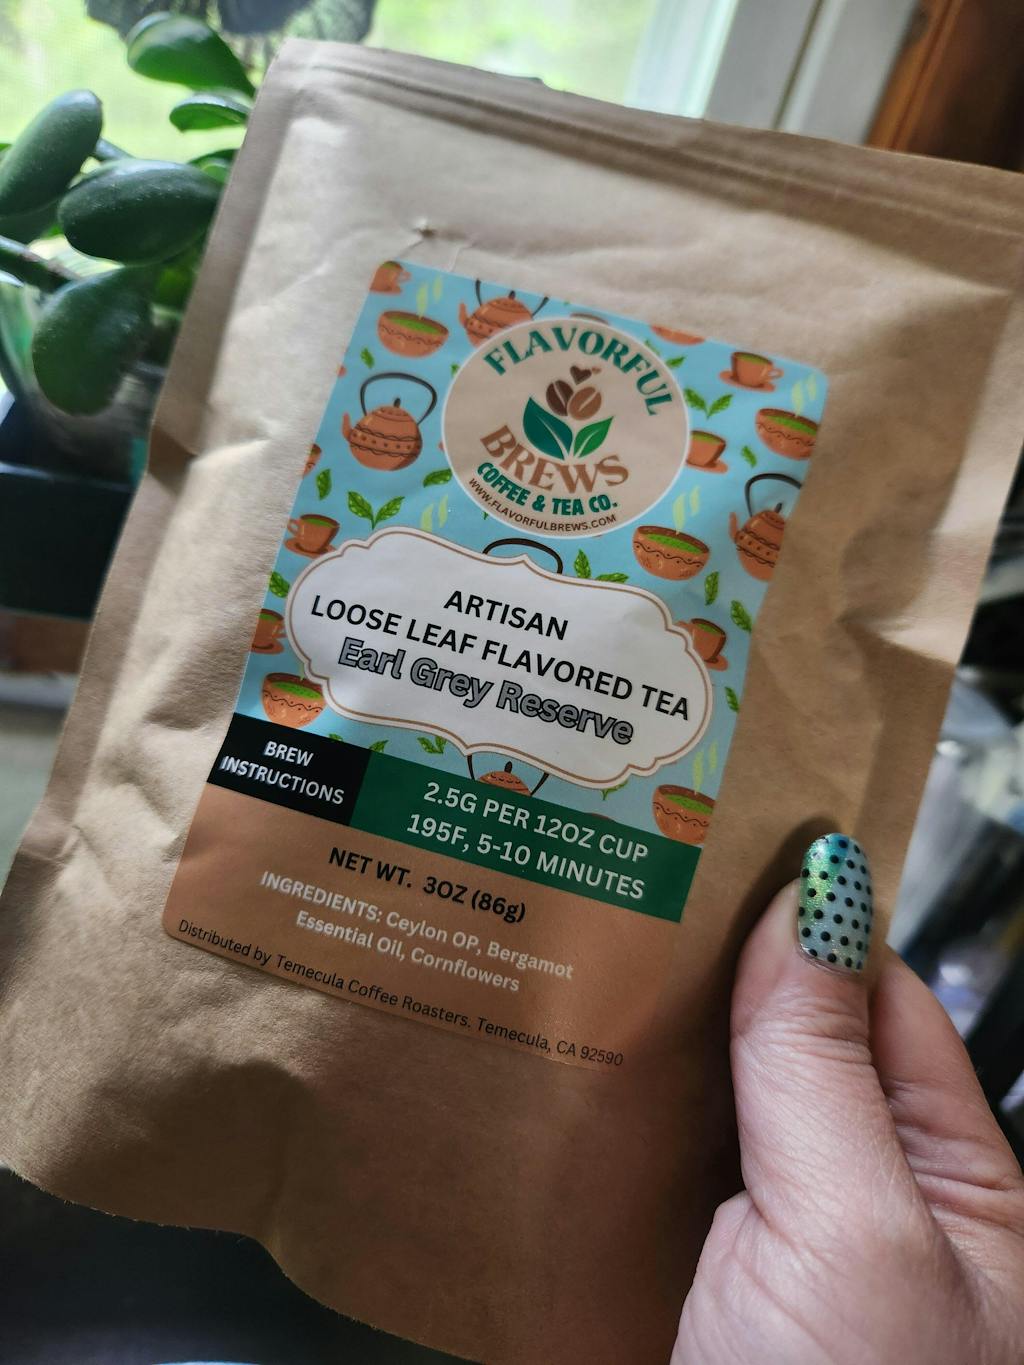 FLAVORFUL
BREWS
COFFEE & TEA CO.
WWW.FLAVORFULBREWS.COM
ARTISAN
LOOSE LEAF FLAVORED TEA
Earl Grey Reserve
BREW
INSTRUCTIONS
2.5G PER 12OZ CUP
195F, 5-10 MINUTES
NET WT. 3OZ (86g)
INGREDIENTS: Ceylon OP, Bergamot
Essential Oil, Cornflowers
Distributed by Temecula Coffee Roasters. Temecula, CA 92590